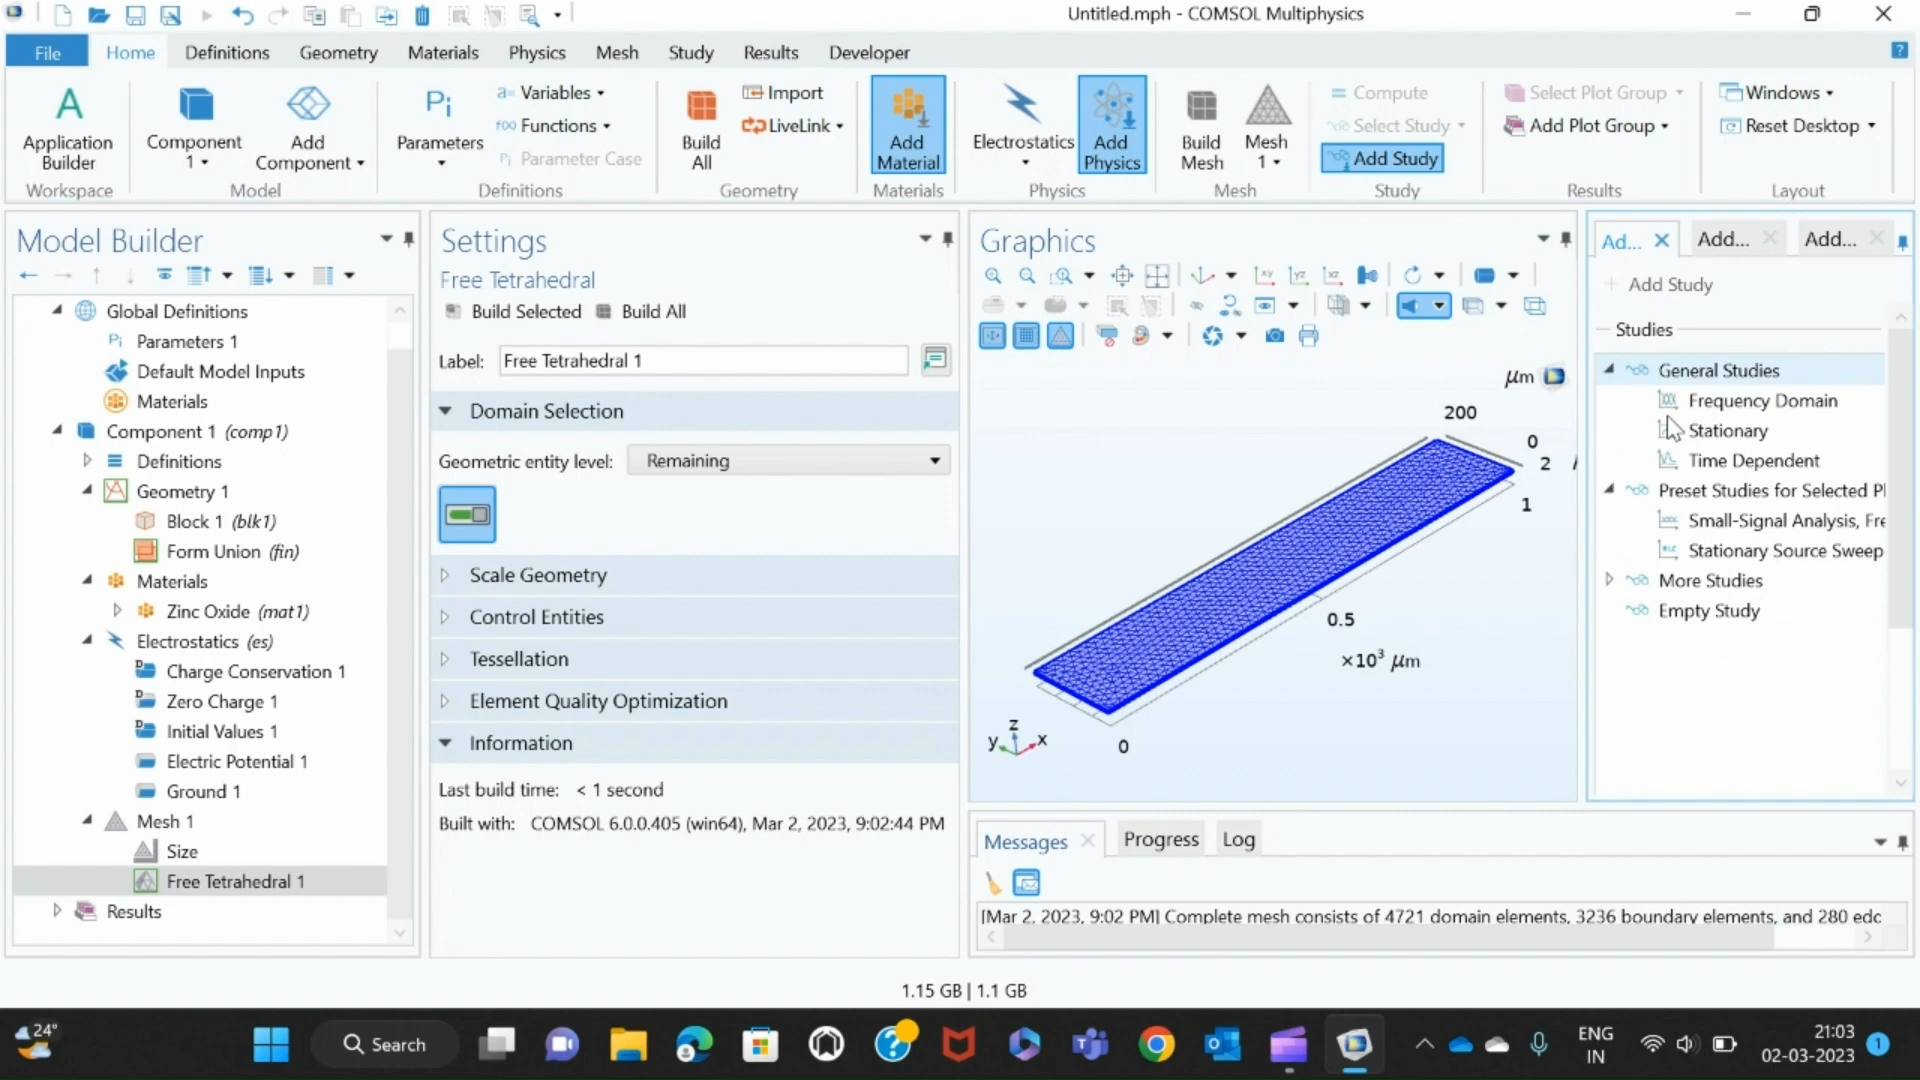 Untitled.mph - COMSOL Multiphysics
File Home Definitions Geometry Materials Physics Mesh Study Results Developer
Application Builder
Workspace
Component 1
Add Component
Model
Pi Parameters
a= Variables
f(x) Functions
Pi Parameter Case
Definitions
Build All
Import
LiveLink
Geometry
Add Material
Materials
Electrostatics
Add Physics
Physics
Build Mesh
Mesh 1
Mesh
= Compute
Select Study
Add Study
Study
Select Plot Group
Add Plot Group
Results
Windows
Reset Desktop
Layout
Model Builder
Global Definitions
Pi Parameters 1
Default Model Inputs
Materials
Component 1 (comp1)
Definitions
Geometry 1
Block 1 (blk1)
Form Union (fin)
Materials
Zinc Oxide (mat1)
Electrostatics (es)
Charge Conservation 1
Zero Charge 1
Initial Values 1
Electric Potential 1
Ground 1
Mesh 1
Size
Free Tetrahedral 1
Results
Settings
Free Tetrahedral
Build Selected Build All
Label: Free Tetrahedral 1
Domain Selection
Geometric entity level: Remaining
Scale Geometry
Control Entities
Tessellation
Element Quality Optimization
Information
Last build time: < 1 second
Built with: COMSOL 6.0.0.405 (win64), Mar 2, 2023, 9:02:44 PM
Graphics
μm
200
0
2
1
0.5
×10³ μm
0
z
y x
Messages Progress Log
[Mar 2, 2023, 9:02 PM] Complete mesh consists of 4721 domain elements, 3236 boundary elements, and 280 edc
Ad... Add... Add...
+ Add Study
Studies
General Studies
Frequency Domain
Stationary
Time Dependent
Preset Studies for Selected Pl
Small-Signal Analysis, Fre
Stationary Source Sweep
More Studies
Empty Study
1.15 GB | 1.1 GB
24°
Search
ENG
IN
21:03
02-03-2023
1